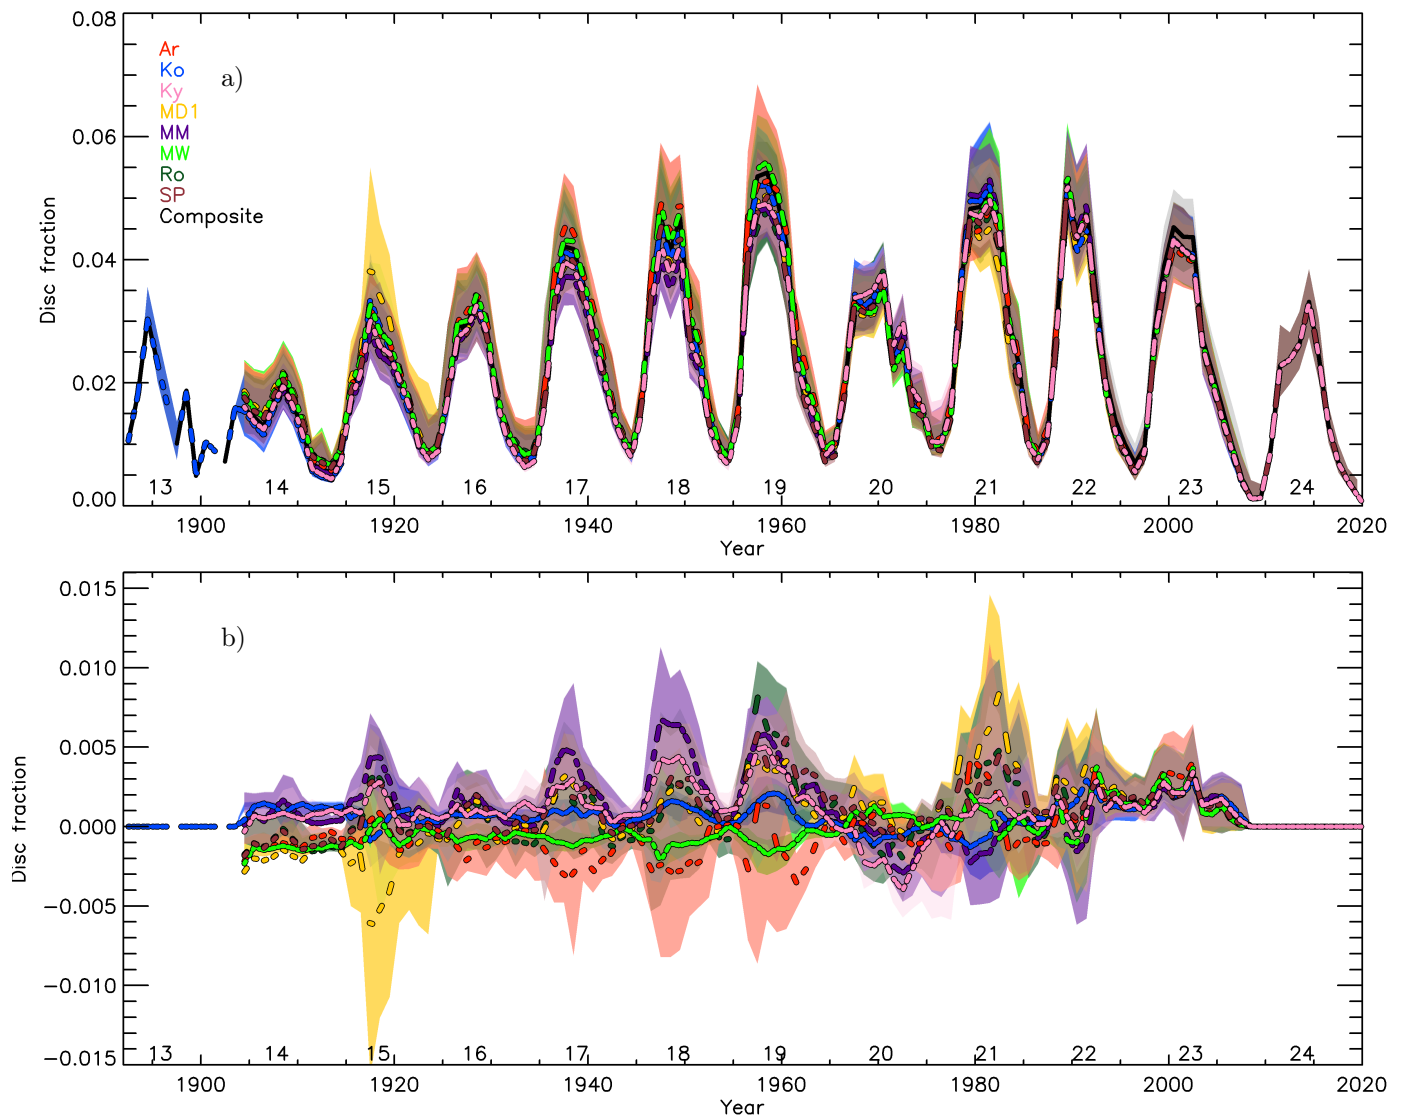 0.08
0.06
0.04
0.02
0.00
Disc fraction
Ar
Ko
Ky
MD1
MM
MW
Ro
SP
Composite
a)
13 14 15 16 17 18 19 20 21 22 23 24
1900 1920 1940 1960 1980 2000 2020
Year
0.015
0.010
0.005
0.000
−0.005
−0.010
−0.015
Disc fraction
b)
13 14 15 16 17 18 19 20 21 22 23 24
1900 1920 1940 1960 1980 2000 2020
Year